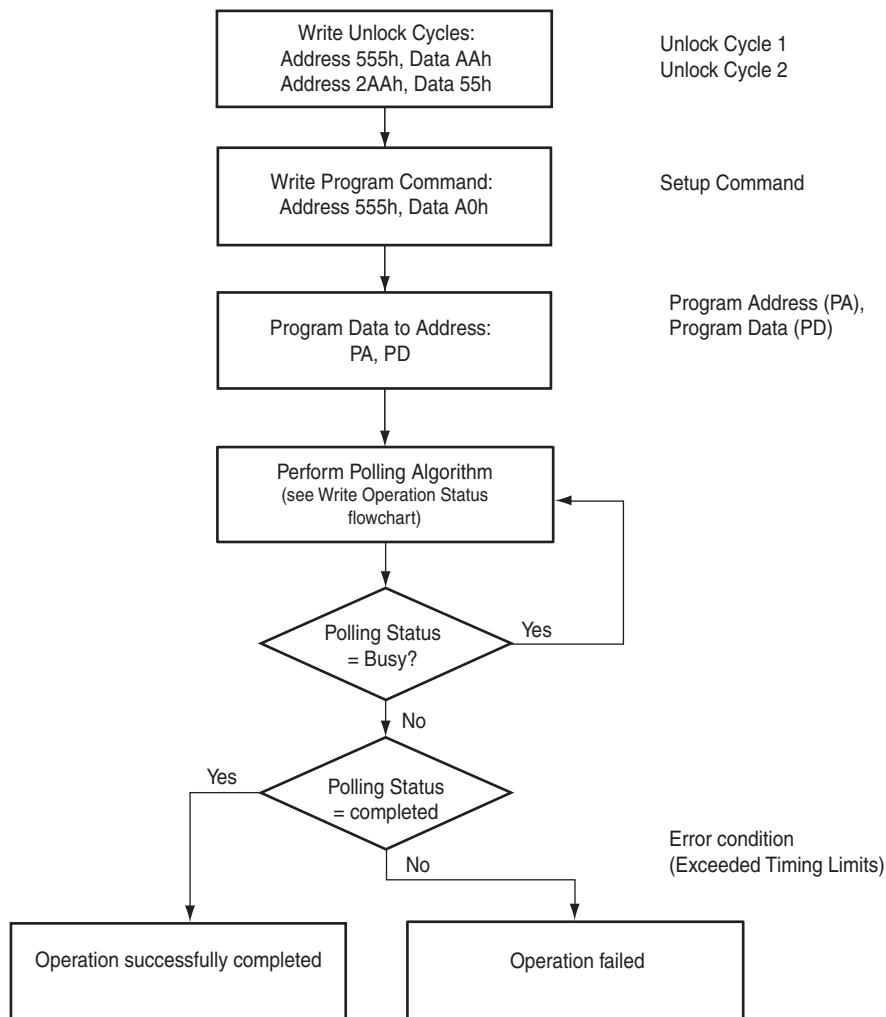 Write Unlock Cycles:
Address 555h, Data AAh
Address 2AAh, Data 55h
Unlock Cycle 1
Unlock Cycle 2
Write Program Command:
Address 555h, Data A0h
Setup Command
Program Data to Address:
PA, PD
Program Address (PA),
Program Data (PD)
Perform Polling Algorithm
(see Write Operation Status
flowchart)
Polling Status
= Busy?
Yes
No
Polling Status
= completed
Yes
No
Error condition
(Exceeded Timing Limits)
Operation successfully completed
Operation failed